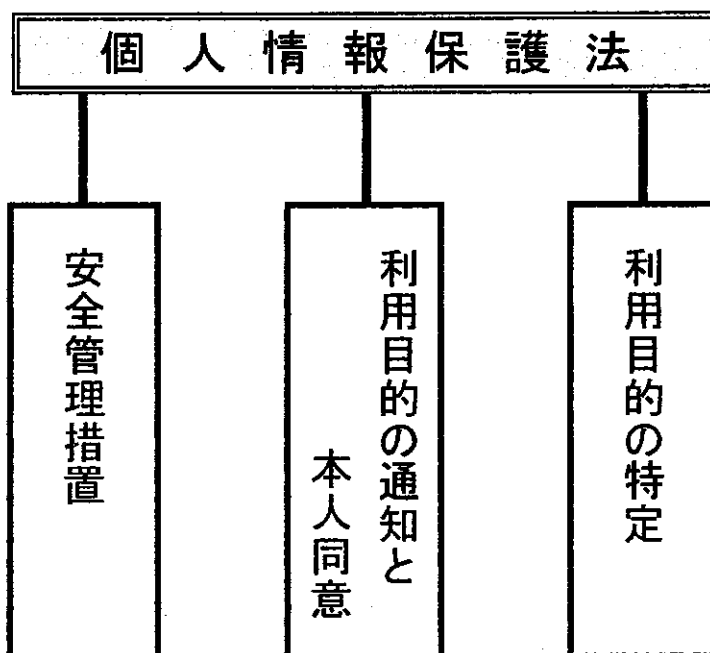 個人情報保護法
利用目的の特定
利用目的の通知と
本人同意
安全管理措置